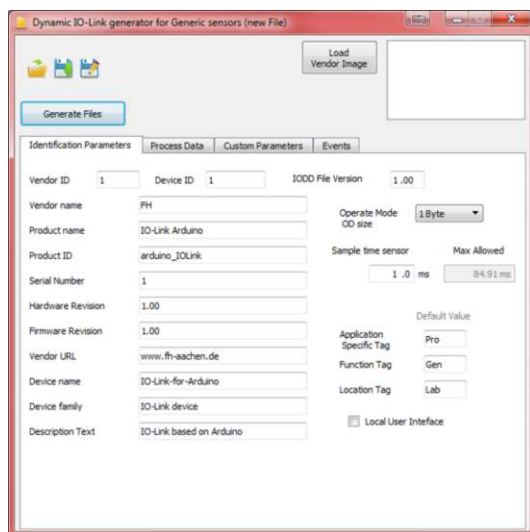 Dynamic IO-Link generator for Generic sensors (new File)
Load
Vendor Image
Generate Files
Identification Parameters Process Data Custom Parameters Events
Vendor ID 1 Device ID 1 IODD File Version 1 .00
Vendor name FH
Operate Mode 1 Byte
OD size
Product name IO-Link Arduino
Product ID arduino_IOLink
Sample time sensor Max Allowed
Serial Number 1
1 .0 ms 84.91 ms
Hardware Revision 1.00
Default Value
Firmware Revision 1.00
Application
Specific Tag Pro
Vendor URL www.fh-aachen.de
Function Tag Gen
Device name IO-Link-for-Arduino
Location Tag Lab
Device family IO-Link device
Local User Inteface
Description Text IO-Link based on Arduino